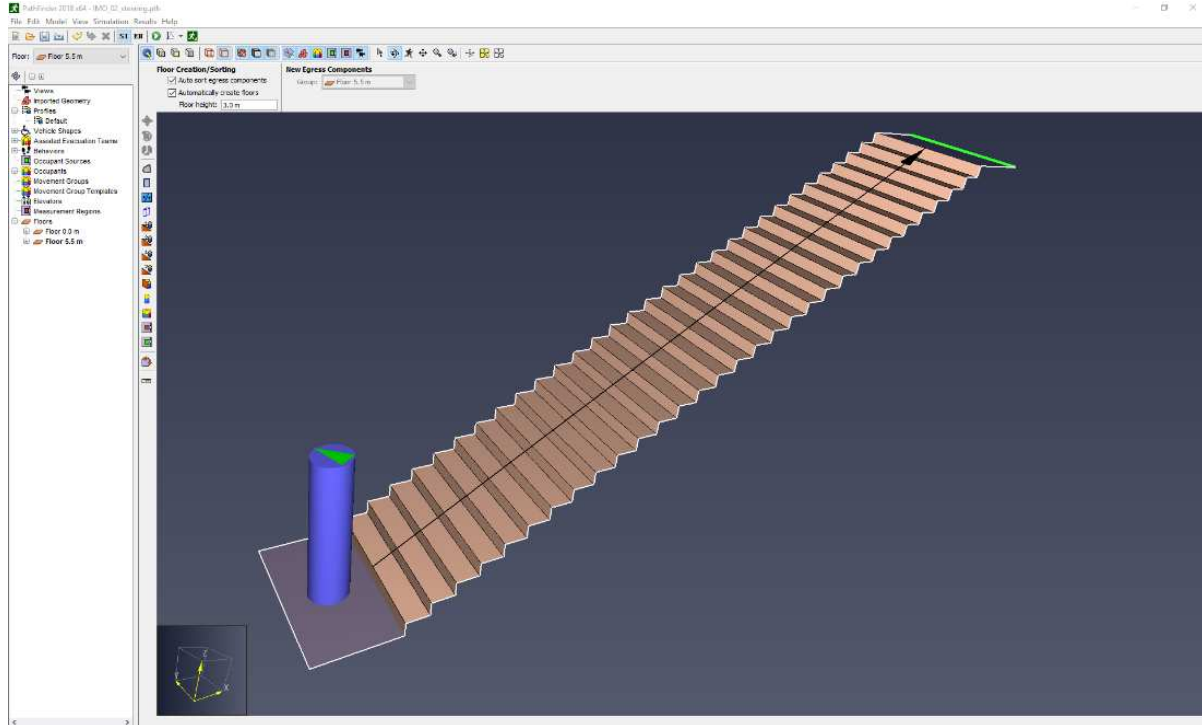 Pathfinder 2018 x64 - IMO_02_steering.pth
File Edit Model View Simulation Results Help
Floor: Floor 5.5 m
Floor Creation/Sorting
Auto sort egress components
Automatically create floors
Floor height: 3.0 m
New Egress Components
Group: Floor 5.5 m
Views
Imported Geometry
Profiles
Default
Vehicle Shapes
Assisted Evacuation Teams
Behaviors
Occupant Sources
Occupants
Movement Groups
Movement Group Templates
Elevators
Measurement Regions
Floors
Floor 0.0 m
Floor 5.5 m
Z
X